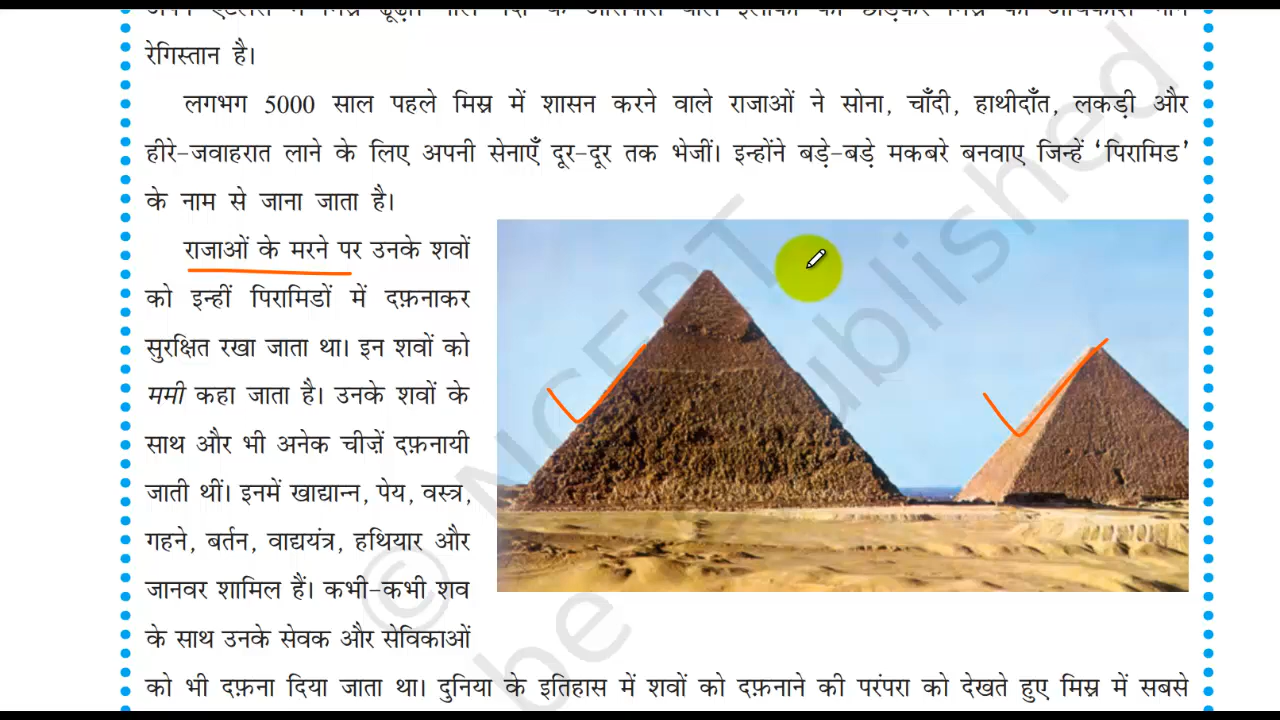 रेगिस्तान है।
लगभग 5000 साल पहले मिस्र में शासन करने वाले राजाओं ने सोना, चाँदी, हाथीदाँत, लकड़ी और
हीरे-जवाहरात लाने के लिए अपनी सेनाएँ दूर-दूर तक भेजीं। इन्होंने बड़े-बड़े मकबरे बनवाए जिन्हें ‘पिरामिड’
के नाम से जाना जाता है।
राजाओं के मरने पर उनके शवों
को इन्हीं पिरामिडों में दफ़नाकर
सुरक्षित रखा जाता था। इन शवों को
ममी कहा जाता है। उनके शवों के
साथ और भी अनेक चीज़ें दफ़नायी
जाती थीं। इनमें खाद्यान्न, पेय, वस्त्र,
गहने, बर्तन, वाद्ययंत्र, हथियार और
जानवर शामिल हैं। कभी-कभी शव
के साथ उनके सेवक और सेविकाओं
को भी दफ़ना दिया जाता था। दुनिया के इतिहास में शवों को दफ़नाने की परंपरा को देखते हुए मिस्र में सबसे
© NCERT
be
published